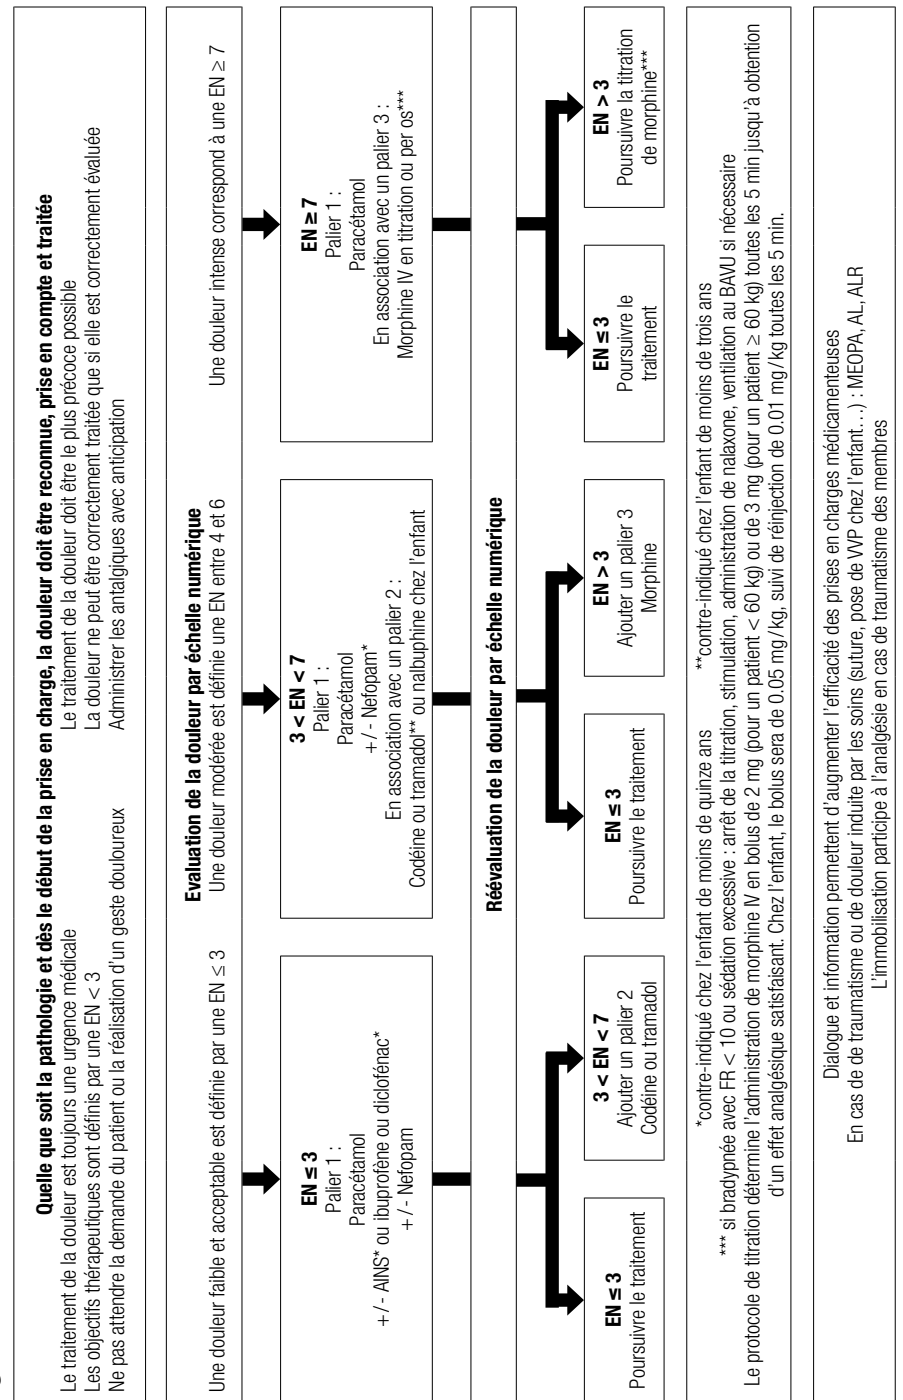 Quelle que soit la pathologie et dès le début de la prise en charge, la douleur doit être reconnue, prise en compte et traitée
Le traitement de la douleur est toujours une urgence médicale
Les objectifs thérapeutiques sont définis par une EN < 3
Ne pas attendre la demande du patient ou la réalisation d'un geste douloureux
Le traitement de la douleur doit être le plus précoce possible
La douleur ne peut être correctement traitée que si elle est correctement évaluée
Administrer les antalgiques avec anticipation
Evaluation de la douleur par échelle numérique
Une douleur faible et acceptable est définie par une EN ≤ 3
Une douleur modérée est définie une EN entre 4 et 6
Une douleur intense correspond à une EN ≥ 7
EN ≤ 3
Palier 1 :
Paracétamol
+/- AINS* ou ibuprofène ou diclofénac*
+/- Nefopam
3 < EN < 7
Palier 1 :
Paracétamol
+/- Nefopam*
En association avec un palier 2 :
Codéine ou tramadol** ou nalbuphine chez l'enfant
EN ≥ 7
Palier 1 :
Paracétamol
En association avec un palier 3 :
Morphine IV en titration ou per os***
Réévaluation de la douleur par échelle numérique
EN ≤ 3
Poursuivre le traitement
3 < EN < 7
Ajouter un palier 2
Codéine ou tramadol
EN ≤ 3
Poursuivre le traitement
EN > 3
Ajouter un palier 3
Morphine
EN ≤ 3
Poursuivre le
traitement
EN > 3
Poursuivre la titration
de morphine***
*contre-indiqué chez l'enfant de moins de quinze ans **contre-indiqué chez l'enfant de moins de trois ans
*** si bradypnée avec FR < 10 ou sédation excessive : arrêt de la titration, stimulation, administration de nalaxone, ventilation au BAVU si nécessaire
Le protocole de titration détermine l'administration de morphine IV en bolus de 2 mg (pour un patient < 60 kg) ou de 3 mg (pour un patient ≥ 60 kg) toutes les 5 min jusqu'à obtention
d'un effet analgésique satisfaisant. Chez l'enfant, le bolus sera de 0.05 mg/kg, suivi de réinjection de 0.01 mg/kg toutes les 5 min.
Dialogue et information permettent d'augmenter l'efficacité des prises en charges médicamenteuses
En cas de de traumatisme ou de douleur induite par les soins (suture, pose de VVP chez l'enfant…) : MEOPA, AL, ALR
L'immobilisation participe à l'analgésie en cas de traumatisme des membres